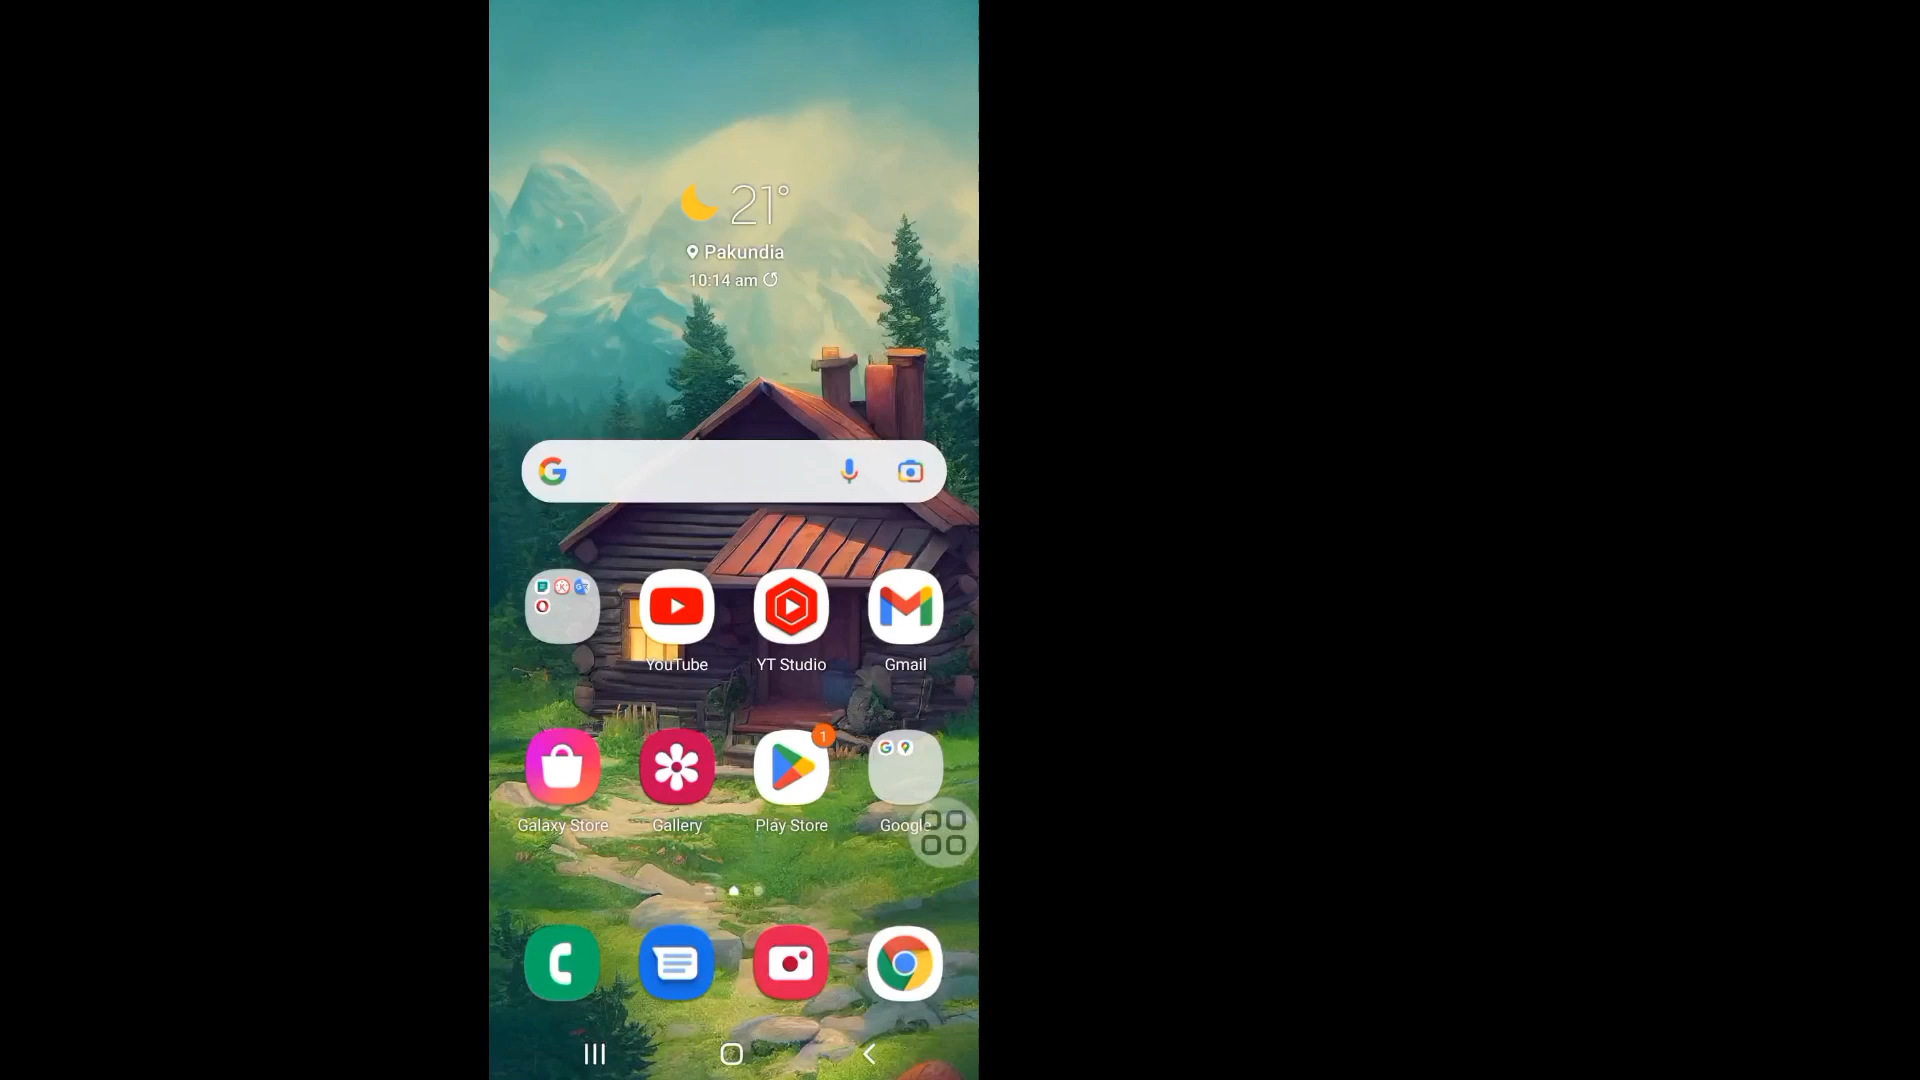 21°
Pakundia
10:14 am
YouTube
YT Studio
Gmail
1
Galaxy Store
Gallery
Play Store
Google